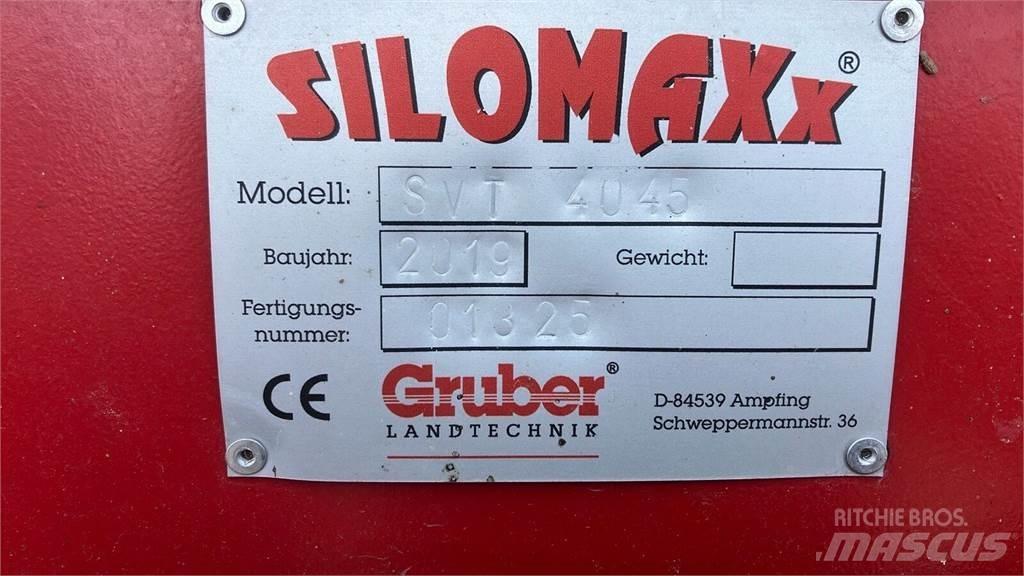 SILOMAXx®
Modell: SVT 4045
Baujahr: 2019 Gewicht:
Fertigungs-
nummer: 01325
CE Gruber®
LANDTECHNIK
D-84539 Ampfing
Schweppermannstr. 36
RITCHIE BROS.
MASCUS